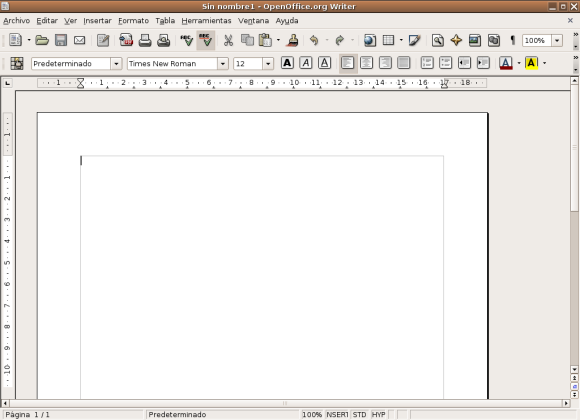 Sin nombre1 - OpenOffice.org Writer
Archivo Editar Ver Insertar Formato Tabla Herramientas Ventana Ayuda
100%
Predeterminado Times New Roman 12 A A A A A
1 1 2 3 4 5 6 7 8 9 10 11 12 13 14 15 16 17 18
1
1
2
3
4
5
6
7
8
9
10
Página 1 / 1 Predeterminado 100% INSERT STD HYP